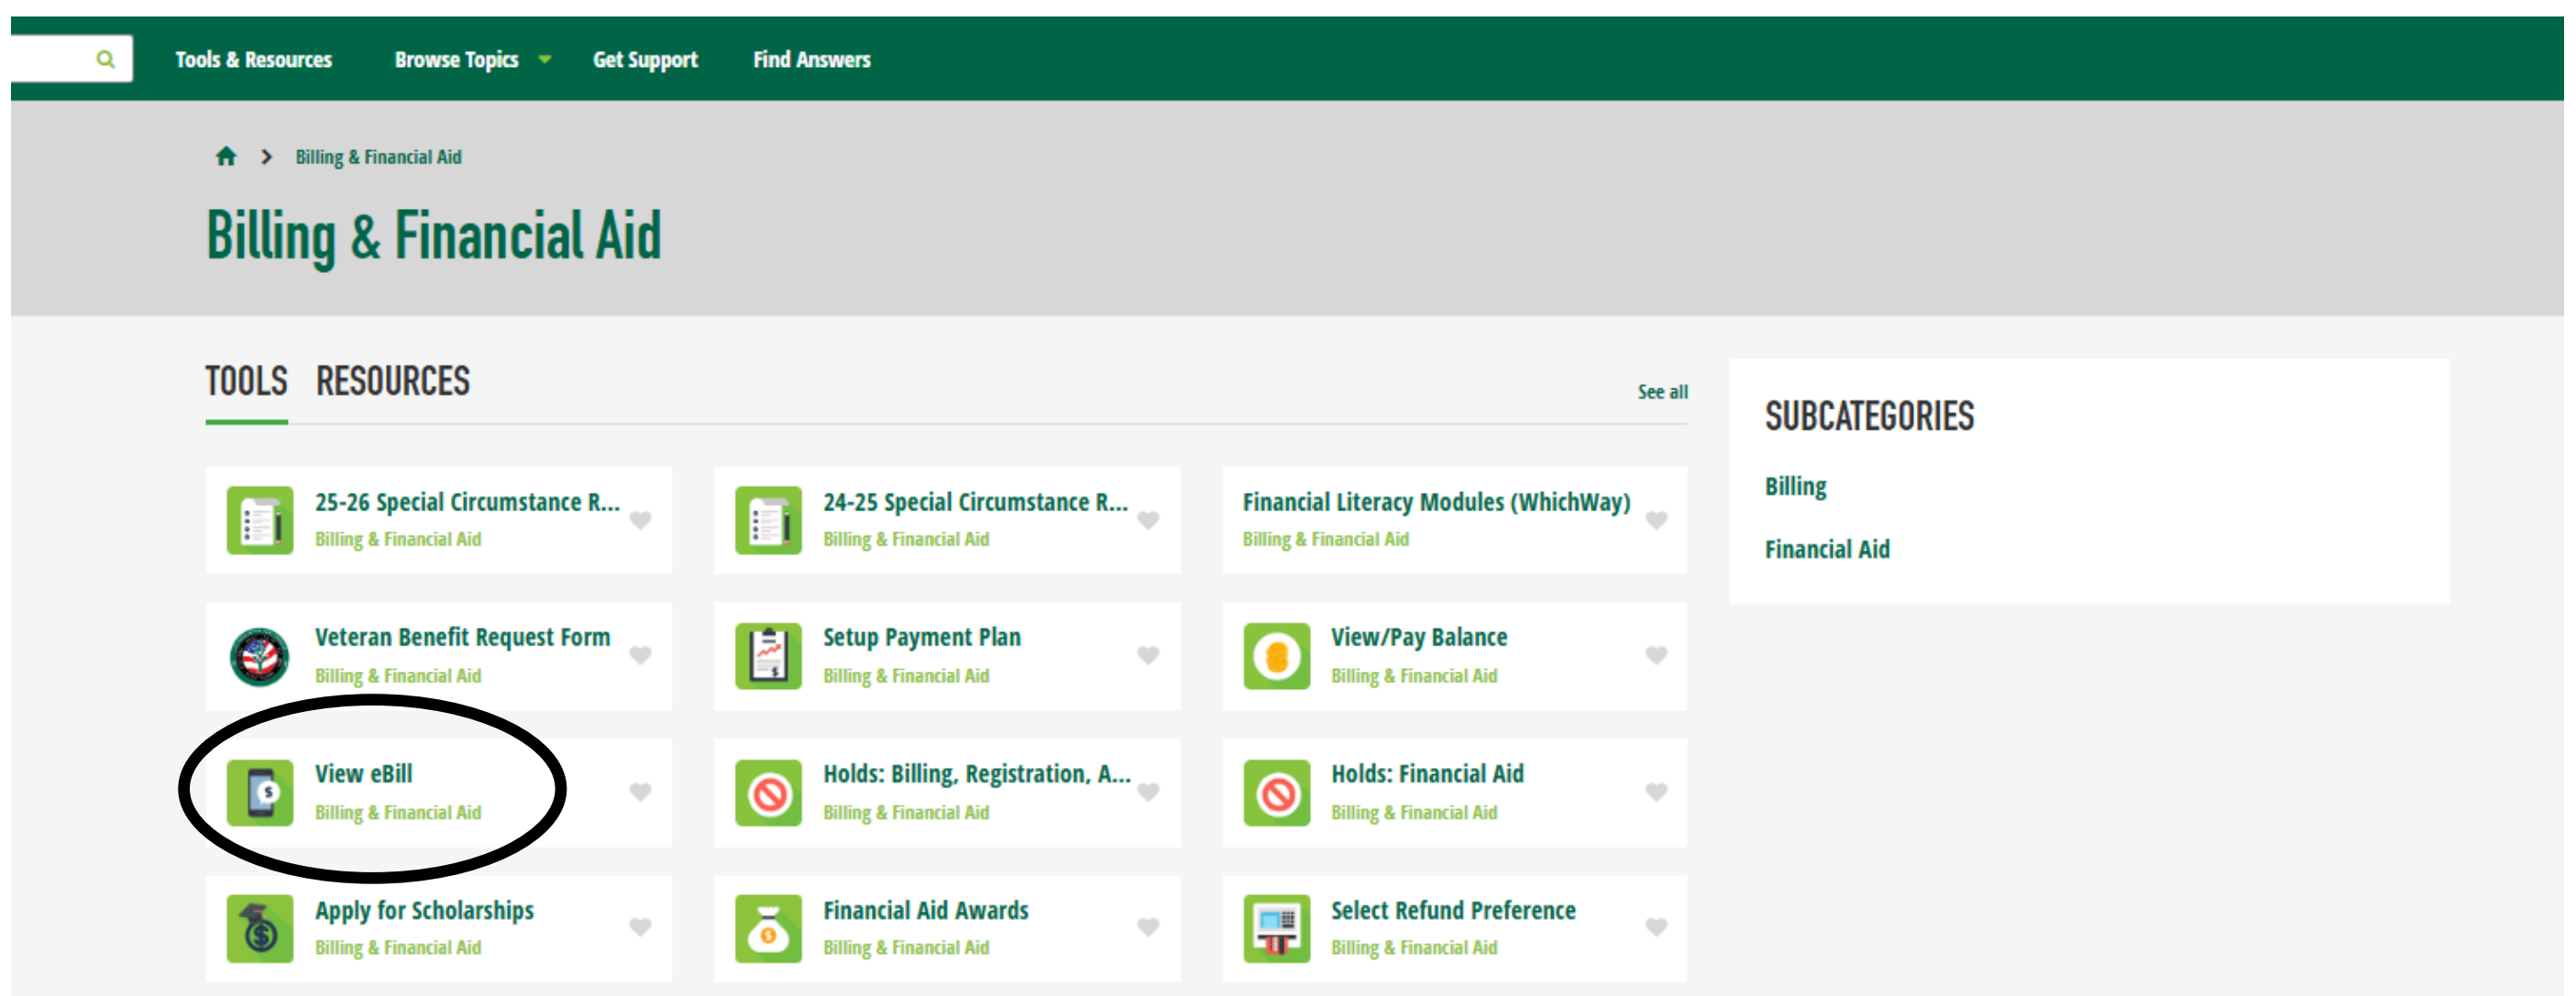 Tools & Resources Browse Topics Get Support Find Answers
Billing & Financial Aid
Billing & Financial Aid
TOOLS RESOURCES
See all
25-26 Special Circumstance R...
Billing & Financial Aid
24-25 Special Circumstance R...
Billing & Financial Aid
Financial Literacy Modules (WhichWay)
Billing & Financial Aid
Veteran Benefit Request Form
Billing & Financial Aid
Setup Payment Plan
Billing & Financial Aid
View/Pay Balance
Billing & Financial Aid
View eBill
Billing & Financial Aid
Holds: Billing, Registration, A...
Billing & Financial Aid
Holds: Financial Aid
Billing & Financial Aid
Apply for Scholarships
Billing & Financial Aid
Financial Aid Awards
Billing & Financial Aid
Select Refund Preference
Billing & Financial Aid
SUBCATEGORIES
Billing
Financial Aid